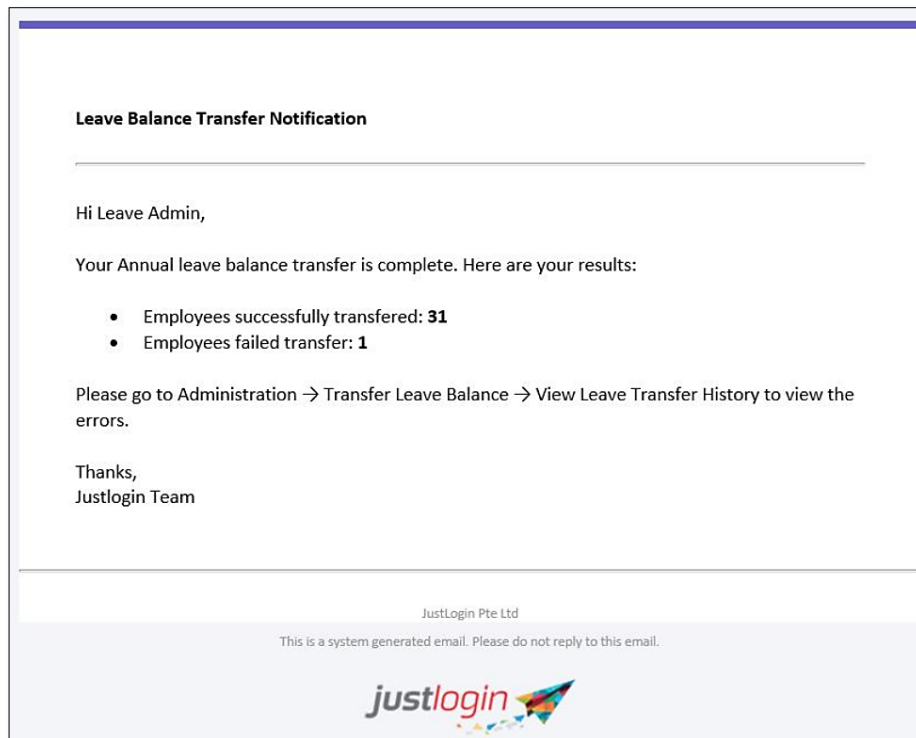 Leave Balance Transfer Notification
Hi Leave Admin,
Your Annual leave balance transfer is complete. Here are your results:
• Employees successfully transfered: 31
• Employees failed transfer: 1
Please go to Administration → Transfer Leave Balance → View Leave Transfer History to view the
errors.
Thanks,
Justlogin Team
JustLogin Pte Ltd
This is a system generated email. Please do not reply to this email.
justlogin